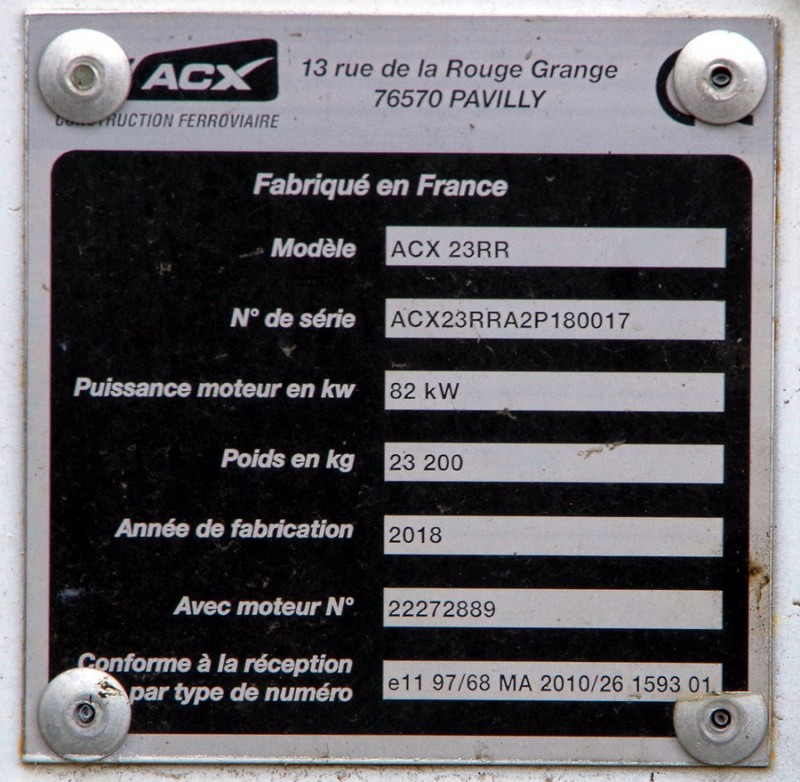 ACX
13 rue de la Rouge Grange
76570 PAVILLY
CONSTRUCTION FERROVIAIRE
Fabriqué en France
Modèle ACX 23RR
N° de série ACX23RRA2P180017
Puissance moteur en kw 82 kW
Poids en kg 23 200
Année de fabrication 2018
Avec moteur N° 22272889
Conforme à la réception
par type de numéro e11 97/68 MA 2010/26 1593 01